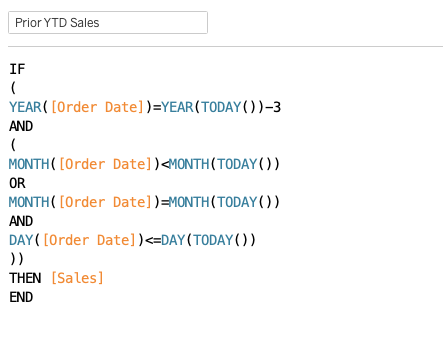 Prior YTD Sales
IF
(
YEAR([Order Date])=YEAR(TODAY())-3
AND
(
MONTH([Order Date])<MONTH(TODAY())
OR
MONTH([Order Date])=MONTH(TODAY())
AND
DAY([Order Date])<=DAY(TODAY())
))
THEN [Sales]
END